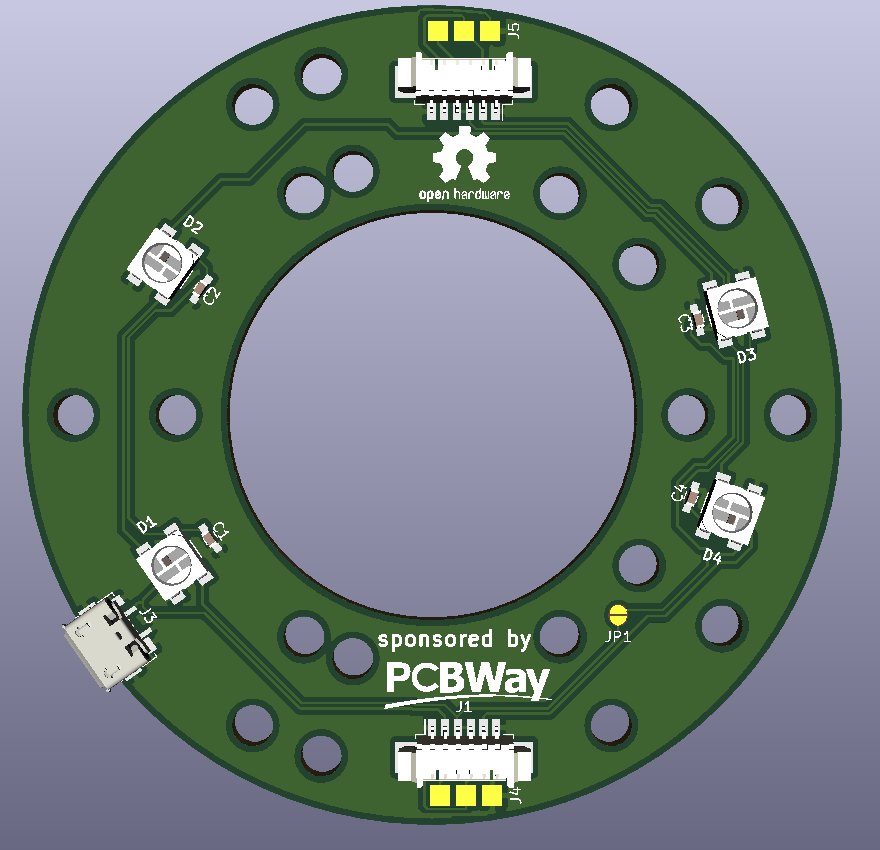 J5
open hardware
D2
C2
C3
D3
C4
D1
C1
D4
J3
JP1
sponsored by
PCBWay
J1
J4